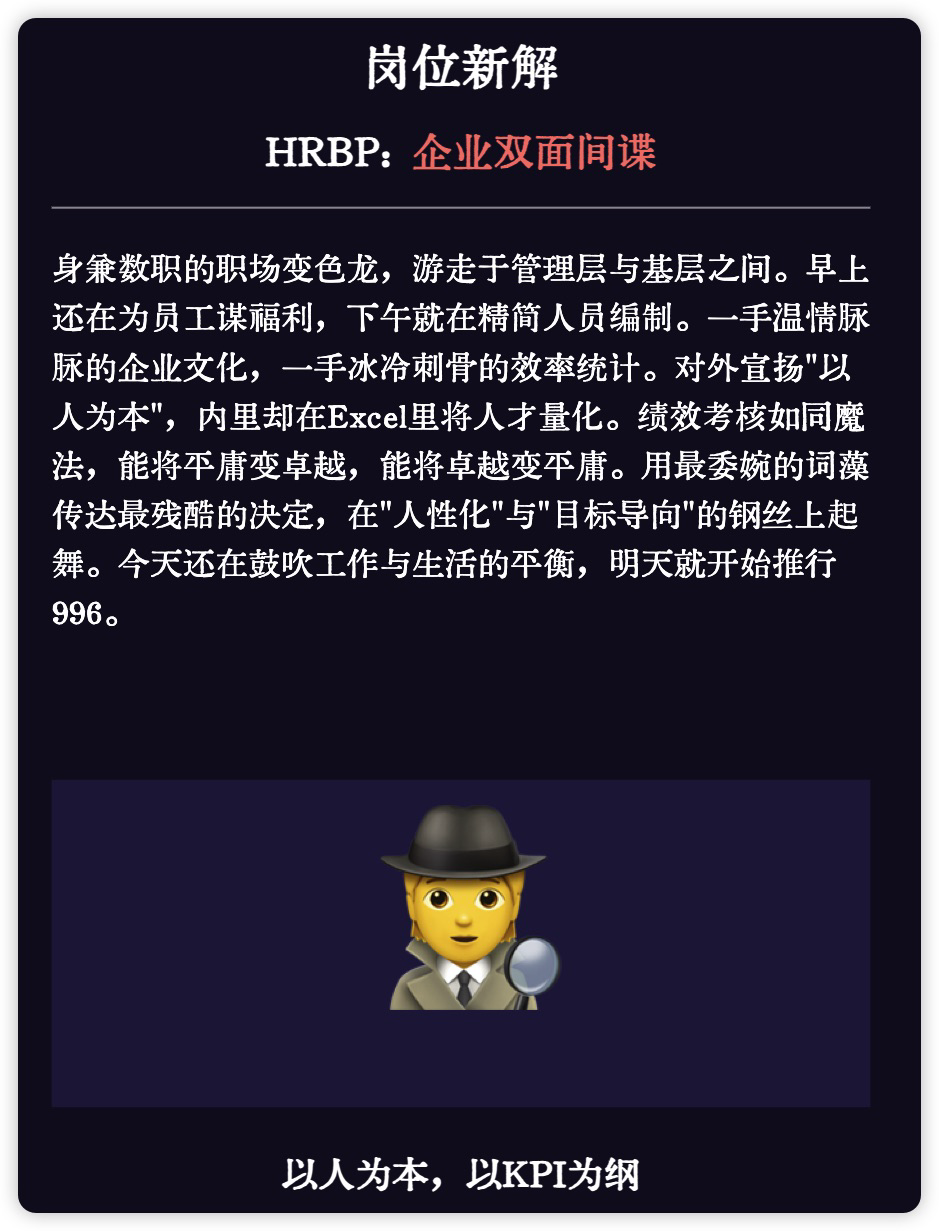 岗位新解
HRBP：企业双面间谍
身兼数职的职场变色龙，游走于管理层与基层之间。早上
还在为员工谋福利，下午就在精简人员编制。一手温情脉
脉的企业文化，一手冰冷刺骨的效率统计。对外宣扬"以
人为本"，内里却在Excel里将人才量化。绩效考核如同魔
法，能将平庸变卓越，能将卓越变平庸。用最委婉的词藻
传达最残酷的决定，在"人性化"与"目标导向"的钢丝上起
舞。今天还在鼓吹工作与生活的平衡，明天就开始推行
996。
以人为本，以KPI为纲